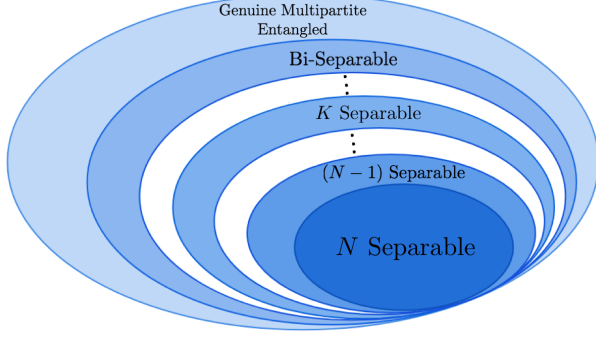 Genuine Multipartite
Entangled
Bi-Separable
K Separable
(N − 1) Separable
N Separable